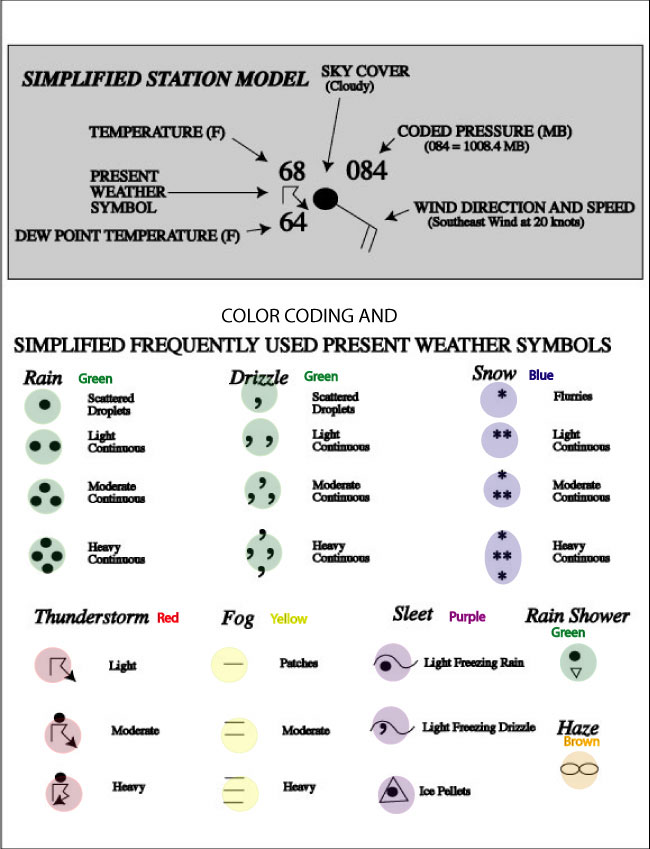 SIMPLIFIED STATION MODEL
SKY COVER
(Cloudy)
TEMPERATURE (F)
CODED PRESSURE (MB)
(084 = 1008.4 MB)
68
084
PRESENT
WEATHER
SYMBOL
WIND DIRECTION AND SPEED
(Southeast Wind at 20 knots)
64
DEW POINT TEMPERATURE (F)
COLOR CODING AND
SIMPLIFIED FREQUENTLY USED PRESENT WEATHER SYMBOLS
Rain Green
Scattered
Droplets
Light
Continuous
Moderate
Continuous
Heavy
Continuous
Drizzle Green
Scattered
Droplets
Light
Continuous
Moderate
Continuous
Heavy
Continuous
Snow Blue
Flurries
Light
Continuous
Moderate
Continuous
Heavy
Continuous
Thunderstorm Red
Light
Moderate
Heavy
Fog Yellow
Patches
Moderate
Heavy
Sleet Purple
Light Freezing Rain
Light Freezing Drizzle
Ice Pellets
Rain Shower
Green
Haze
Brown